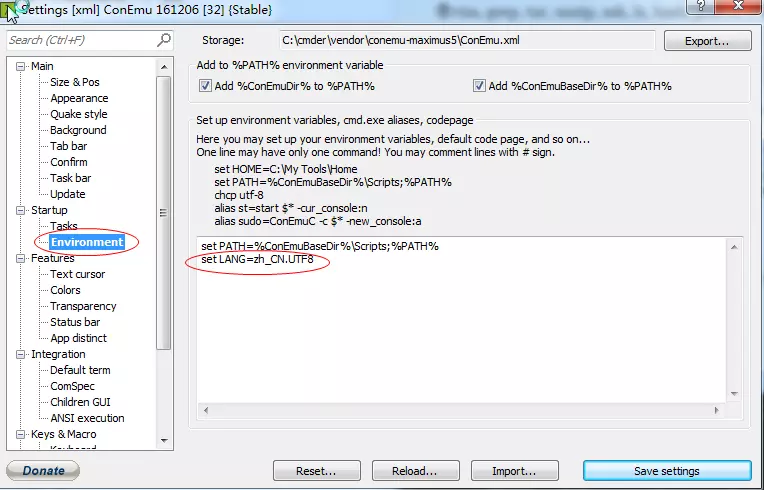 Settings [xml] ConEmu 161206 [32] {Stable}
Search (Ctrl+F)
Storage:
C:\cmder\vendor\conemu-maximus5\ConEmu.xml
Export...
Main
Size & Pos
Appearance
Quake style
Background
Tab bar
Confirm
Task bar
Update
Startup
Tasks
Environment
Features
Text cursor
Colors
Transparency
Status bar
App distinct
Integration
Default term
ComSpec
Children GUI
ANSI execution
Keys & Macro
Add to %PATH% environment variable
Add %ConEmuDir% to %PATH%
Add %ConEmuBaseDir% to %PATH%
Set up environment variables, cmd.exe aliases, codepage
Here you may set up your environment variables, default code page, and so on...
One line may have only one command! You may comment lines with # sign.
set HOME=C:\My Tools\Home
set PATH=%ConEmuBaseDir%\Scripts;%PATH%
chcp utf-8
alias st=start $* -cur_console:n
alias sudo=ConEmuC -c $* -new_console:a
set PATH=%ConEmuBaseDir%\Scripts;%PATH%
set LANG=zh_CN.UTF8
Donate
Reset...
Reload...
Import...
Save settings